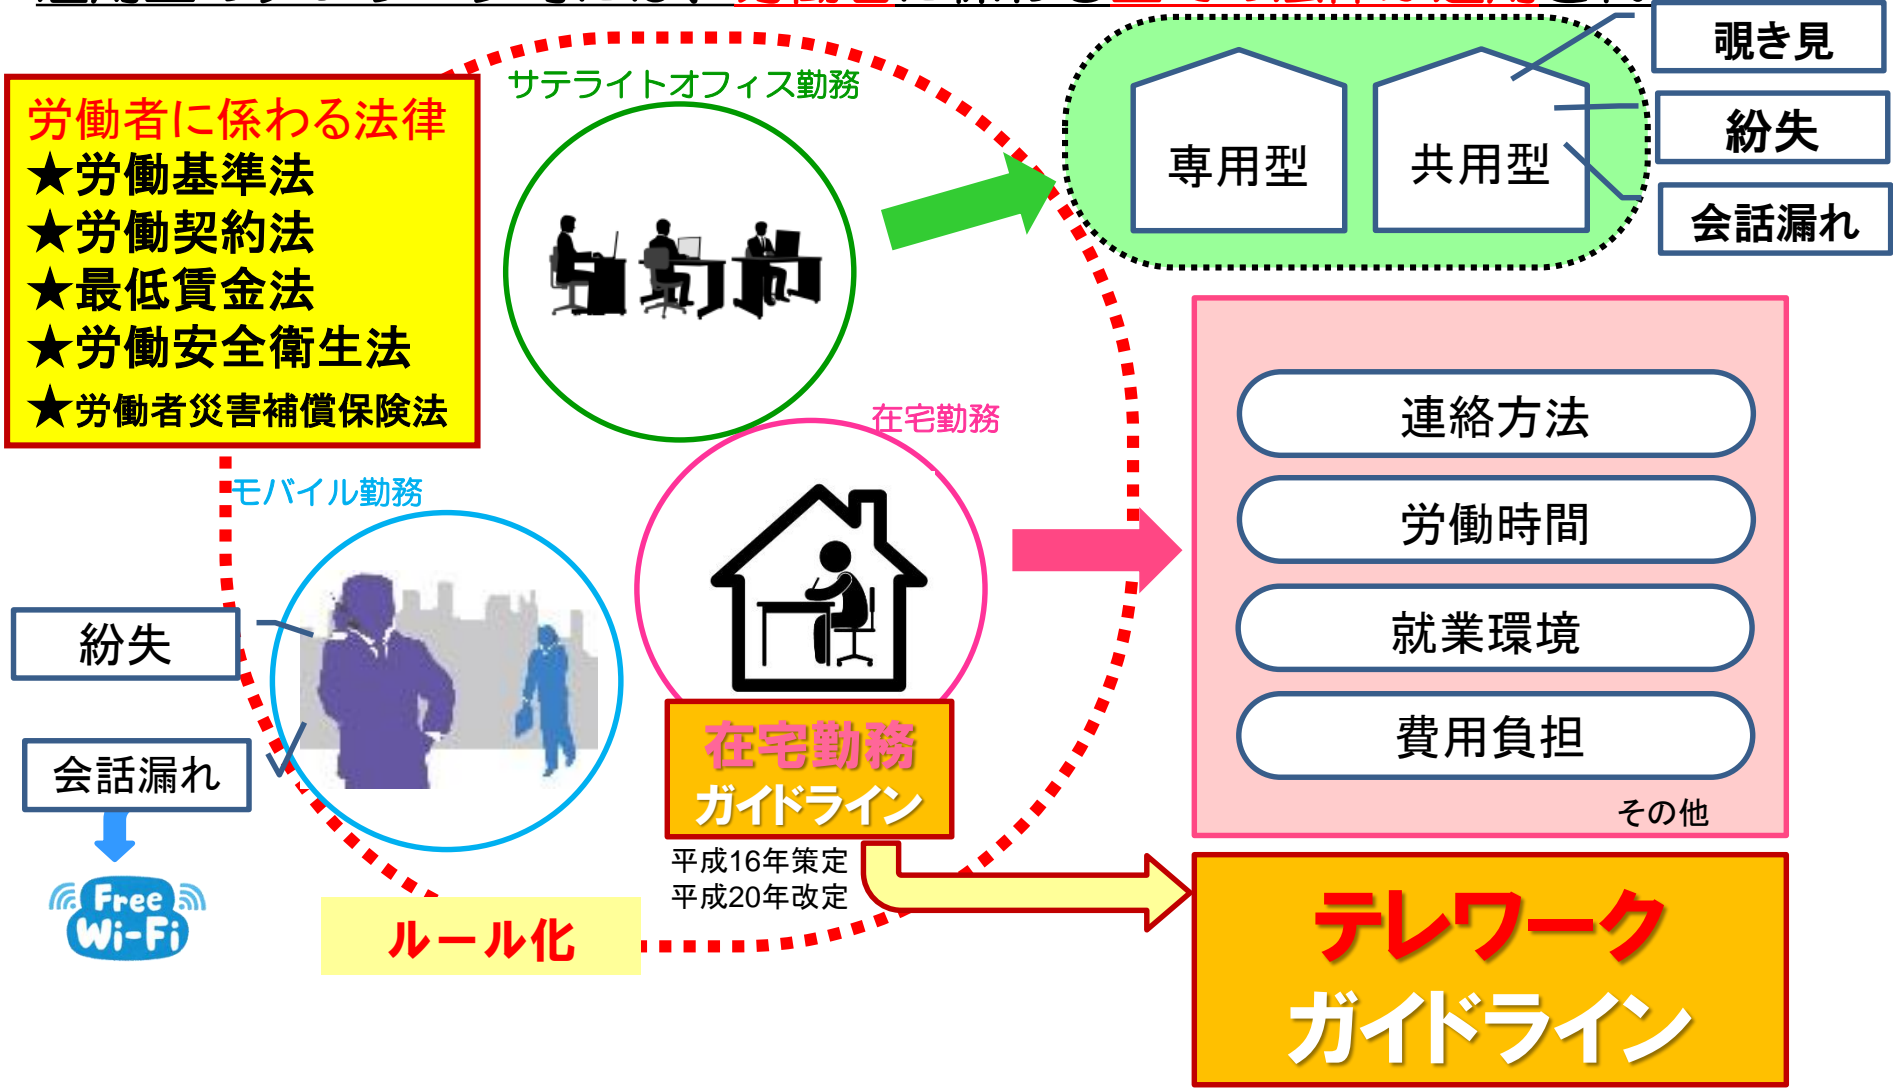 サテライトオフィス勤務
労働者に係わる法律
★労働基準法
★労働契約法
★最低賃金法
★労働安全衛生法
★労働者災害補償保険法
専用型
共用型
覗き見
紛失
会話漏れ
在宅勤務
モバイル勤務
連絡方法
労働時間
就業環境
費用負担
その他
紛失
会話漏れ
Free
Wi-Fi
在宅勤務
ガイドライン
平成16年策定
平成20年改定
ルール化
テレワーク
ガイドライン